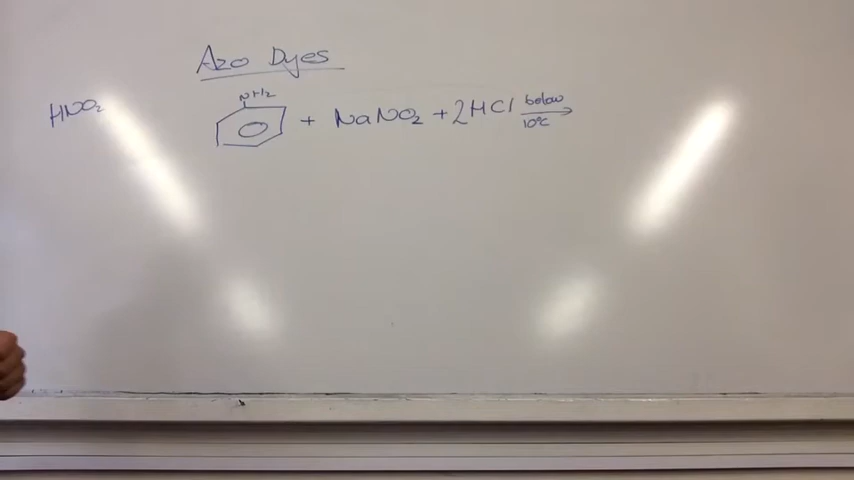 Azo Dyes
HNO₂
NH₂
+ NaNO₂ + 2HCl
below
10°C